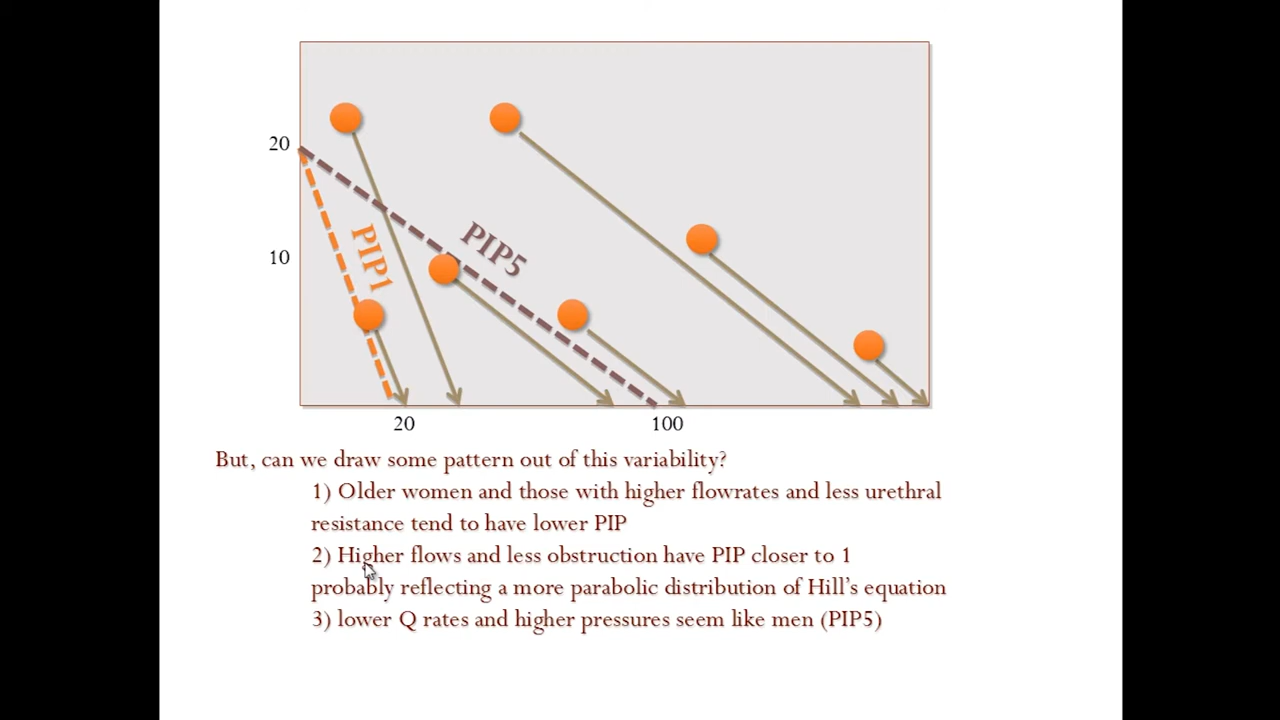 20
10
PIP1
PIP5
20
100
But, can we draw some pattern out of this variability?
1) Older women and those with higher flowrates and less urethral
resistance tend to have lower PIP
2) Higher flows and less obstruction have PIP closer to 1
probably reflecting a more parabolic distribution of Hill's equation
3) lower Q rates and higher pressures seem like men (PIP5)